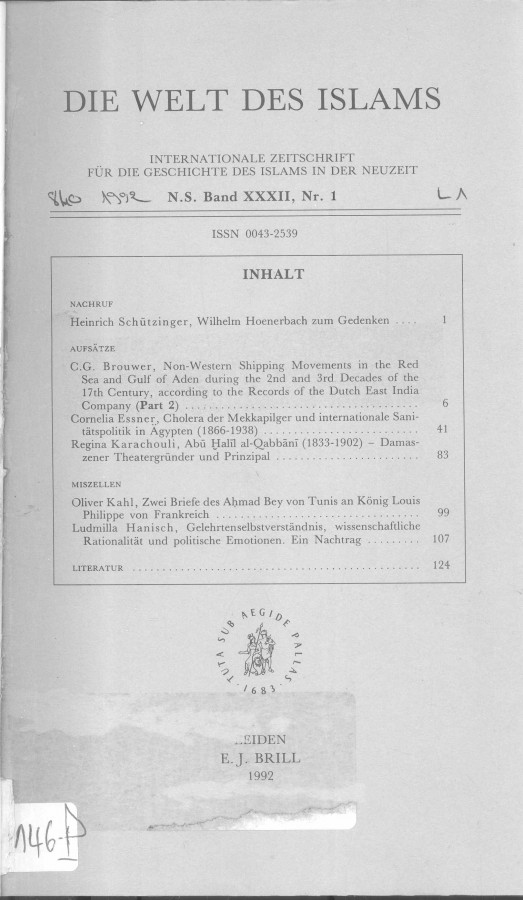 DIE WELT DES ISLAMS
INTERNATIONALE ZEITSCHRIFT
FÜR DIE GESCHICHTE DES ISLAMS IN DER NEUZEIT
1992 N.S. Band XXXII, Nr. 1 L 1
ISSN 0043-2539
INHALT
NACHRUF
Heinrich Schützinger, Wilhelm Hoenerbach zum Gedenken .... 1
AUFSÄTZE
C.G. Brouwer, Non-Western Shipping Movements in the Red
Sea and Gulf of Aden during the 2nd and 3rd Decades of the
17th Century, according to the Records of the Dutch East India
Company (Part 2) .................................... 6
Cornelia Essner, Cholera der Mekkapilger und internationale Sani-
tätspolitik in Ägypten (1866-1938) ........................ 41
Regina Karachouli, Abū Ḫalīl al-Qabbānī (1833-1902) – Damas-
zener Theatergründer und Prinzipal ...................... 83
MISZELLEN
Oliver Kahl, Zwei Briefe des Aḥmad Bey von Tunis an König Louis
Philippe von Frankreich ................................ 99
Ludmilla Hanisch, Gelehrtenselbstverständnis, wissenschaftliche
Rationalität und politische Emotionen. Ein Nachtrag ......... 107
LITERATUR .............................................. 124
TUTA SUB AEGIDE PALLAS
· 1683 ·
EIDEN
E. J. BRILL
1992
146-P